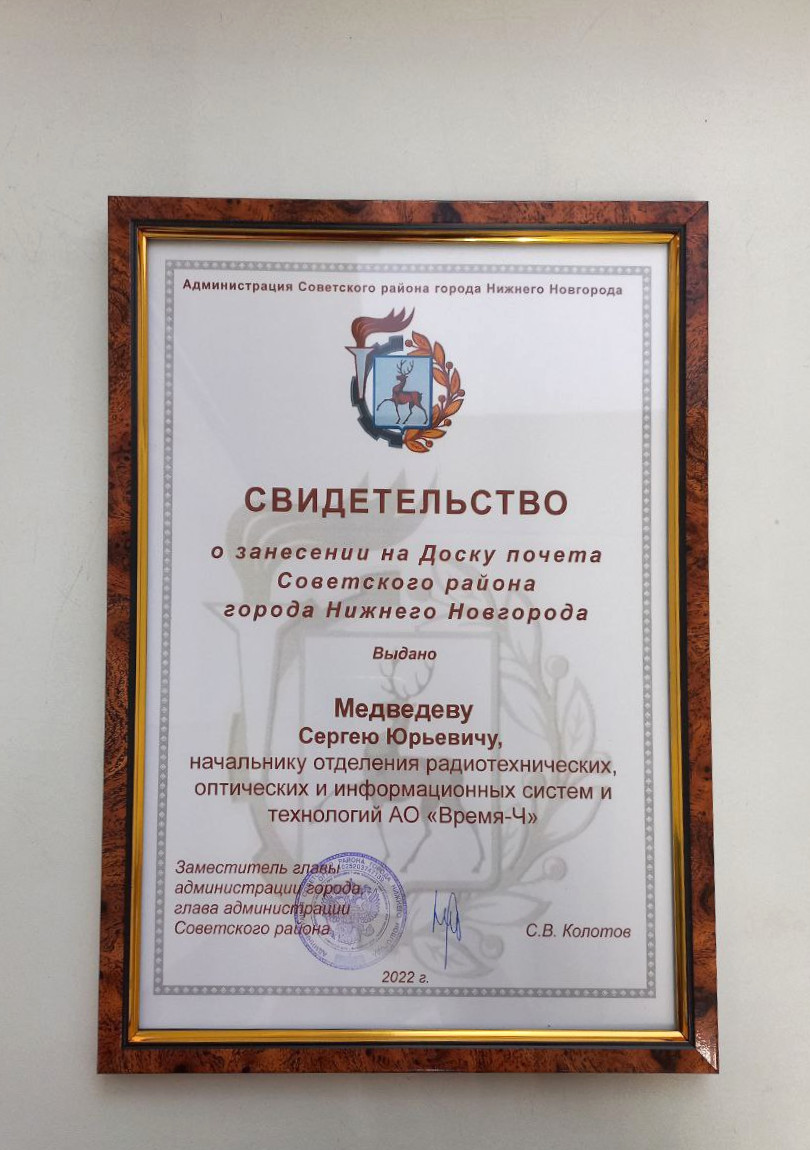 Администрация Советского района города Нижнего Новгорода
СВИДЕТЕЛЬСТВО
о занесении на Доску почета
Советского района
города Нижнего Новгорода
Выдано
Медведеву
Сергею Юрьевичу,
начальнику отделения радиотехнических,
оптических и информационных систем и
технологий АО «Время-Ч»
Заместитель главы
администрации города,
глава администрации
Советского района
С.В. Колотов
2022 г.